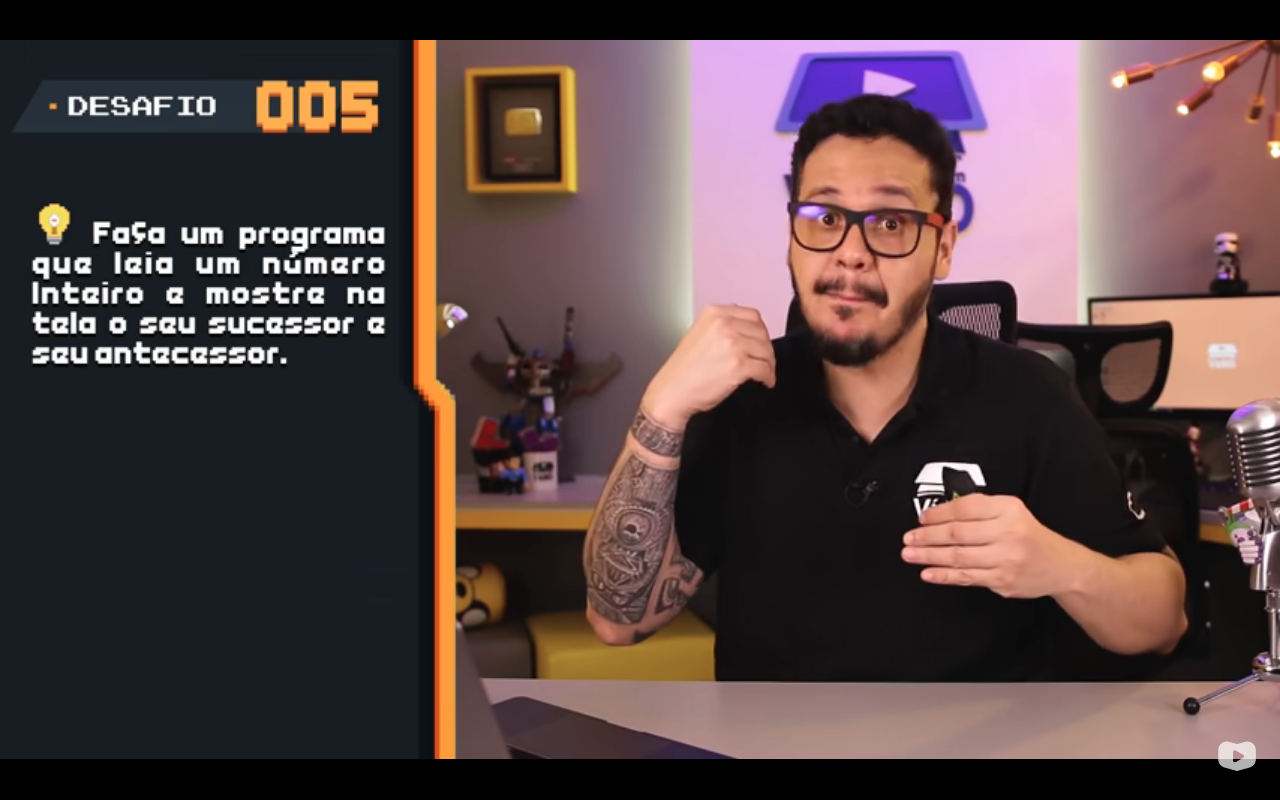 DESAFIO 005
Faça um programa
que leia um número
Inteiro e mostre na
tela o seu sucessor e
seu antecessor.